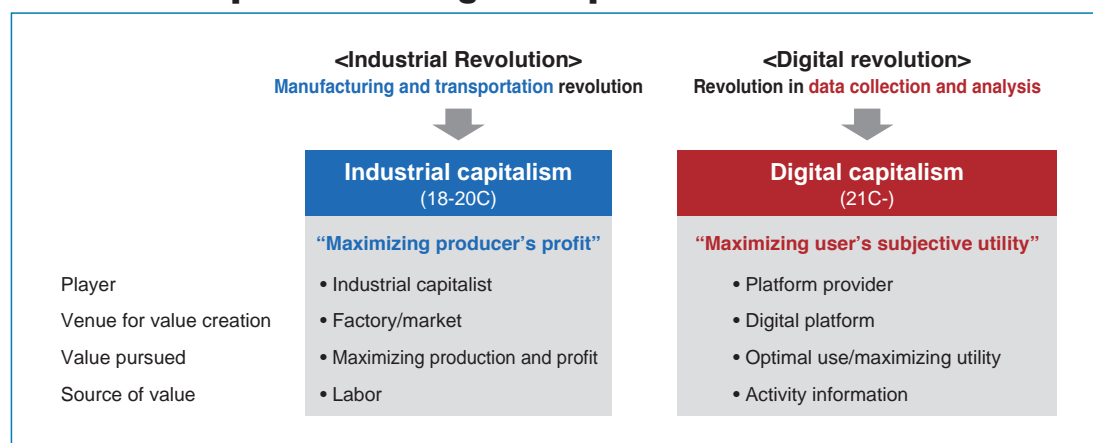 <Industrial Revolution>
Manufacturing and transportation revolution
<Digital revolution>
Revolution in data collection and analysis
Industrial capitalism
(18-20C)
Digital capitalism
(21C-)
“Maximizing producer’s profit”
“Maximizing user’s subjective utility”
Player
• Industrial capitalist
• Platform provider
Venue for value creation
• Factory/market
• Digital platform
Value pursued
• Maximizing production and profit
• Optimal use/maximizing utility
Source of value
• Labor
• Activity information